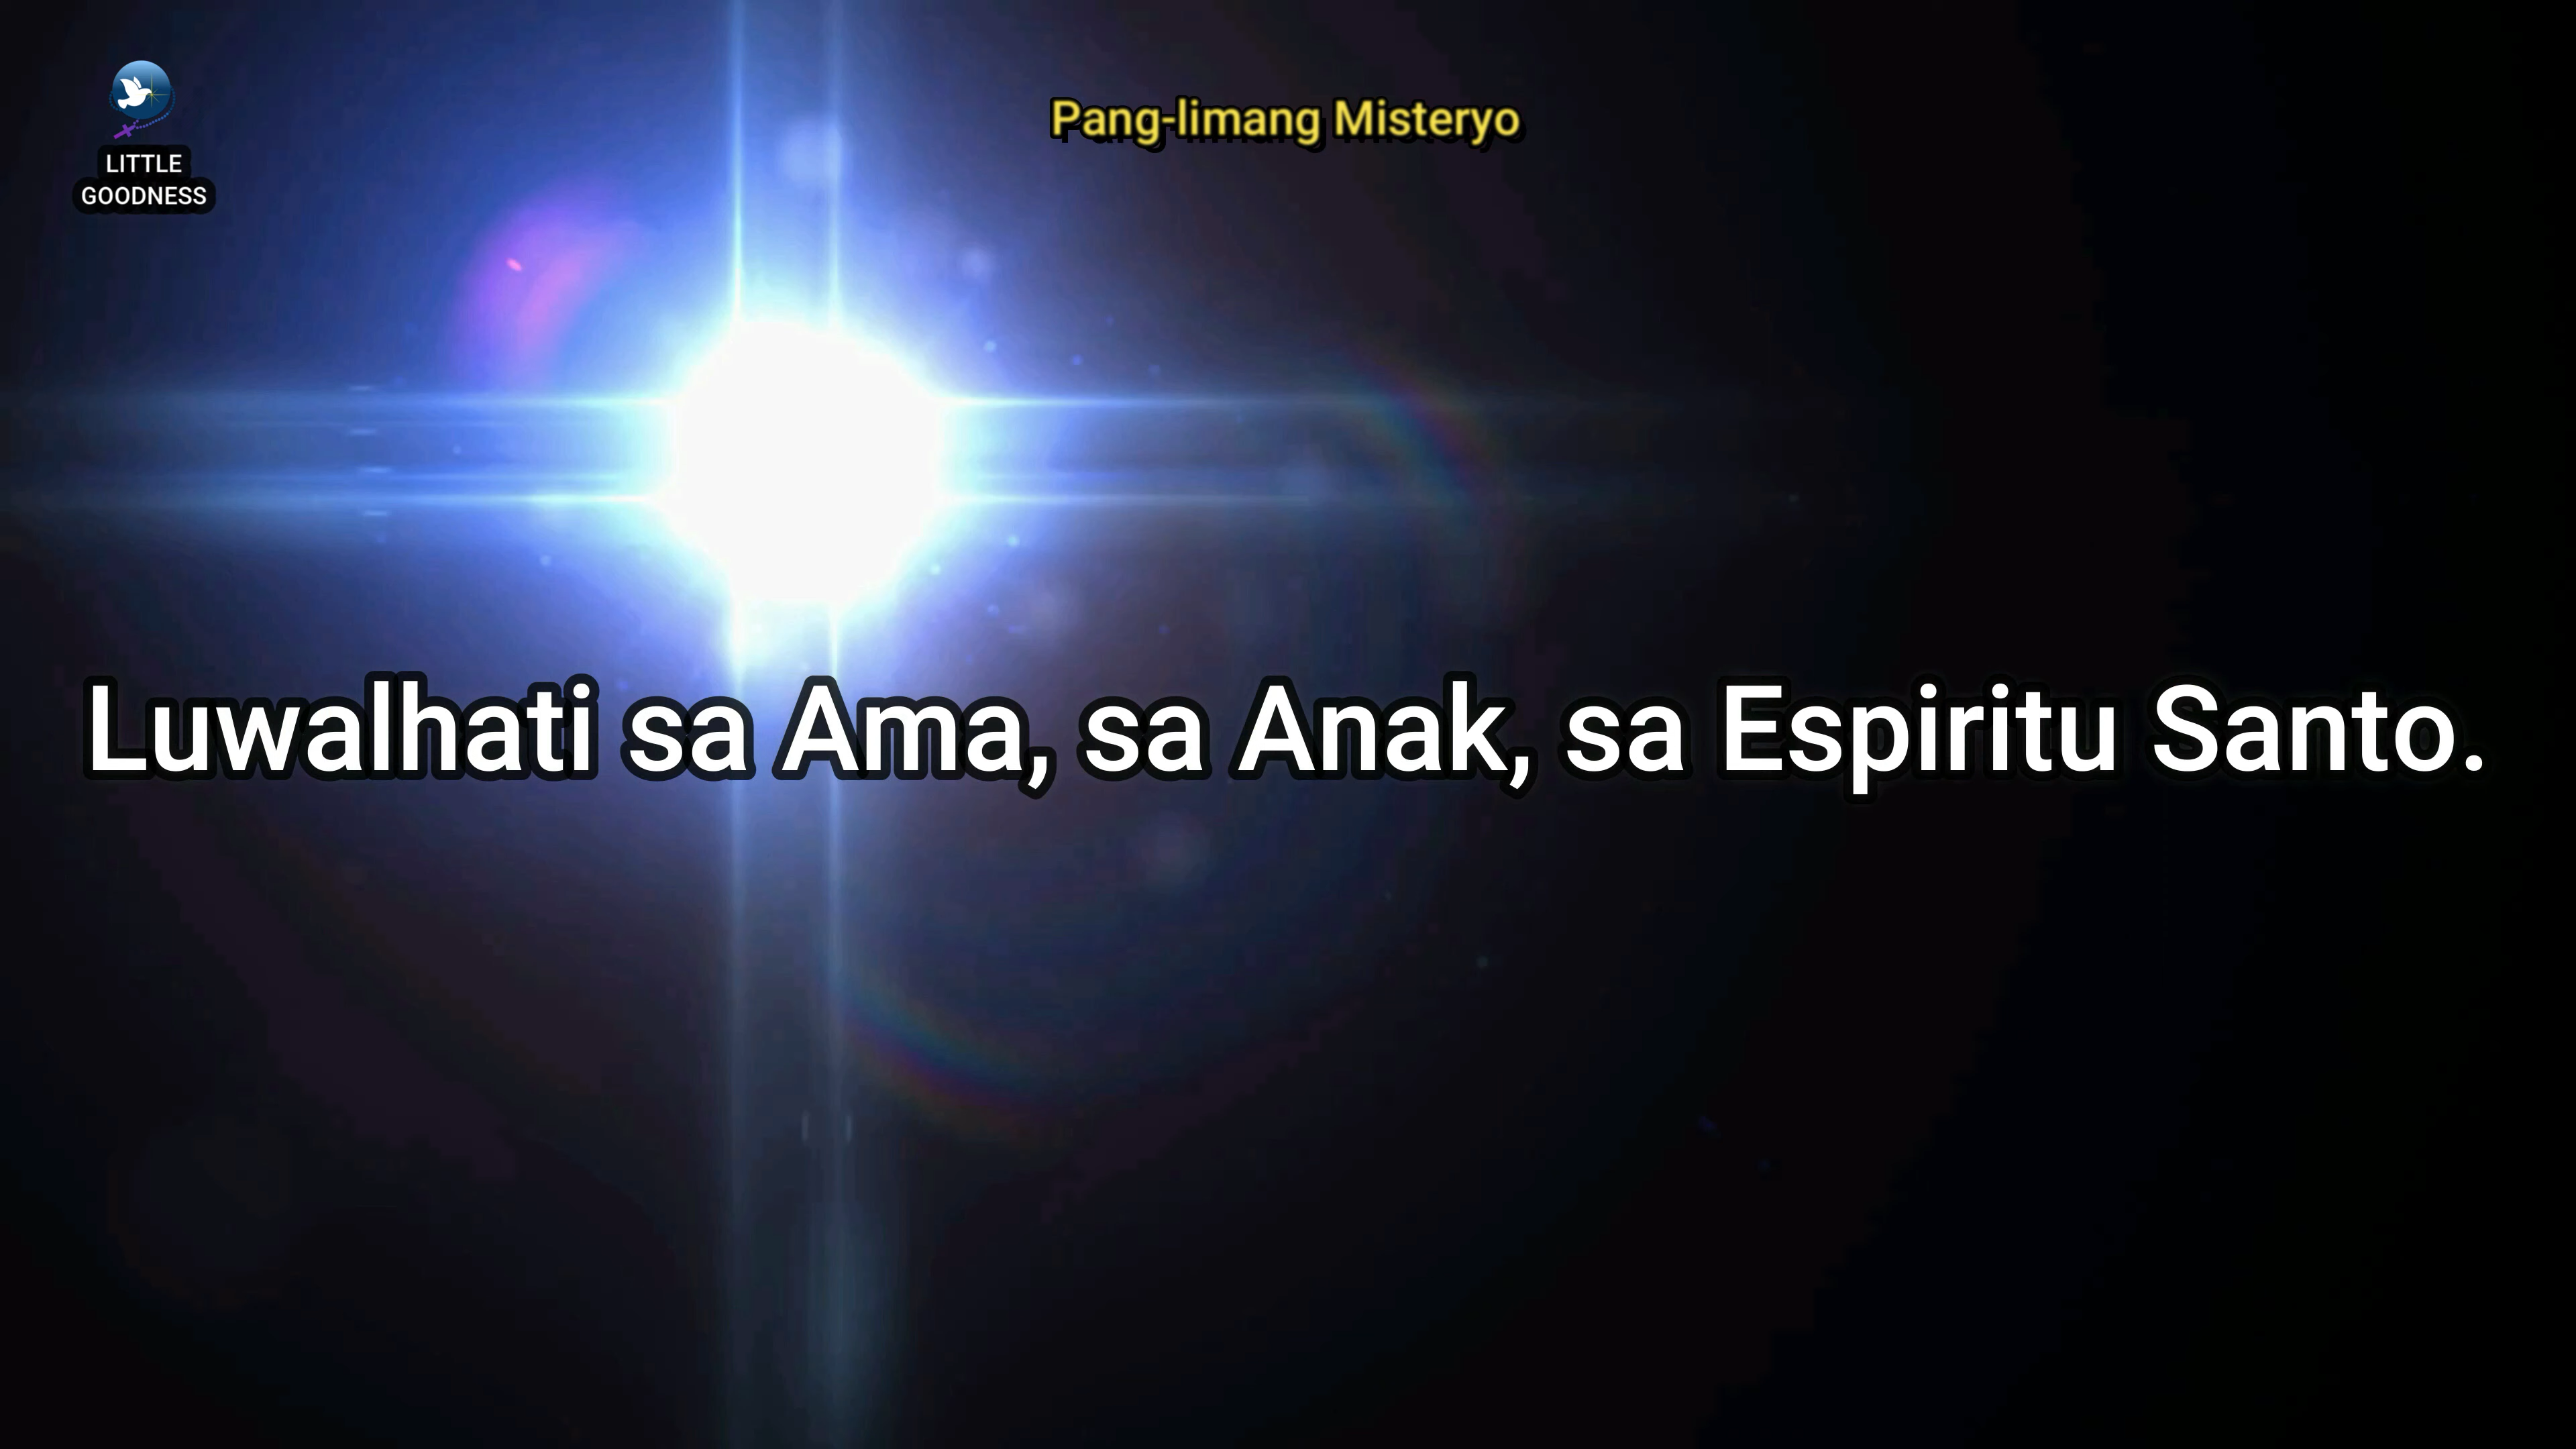 LITTLE
GOODNESS
Pang-limang Misteryo
Luwalhati sa Ama, sa Anak, sa Espiritu Santo.